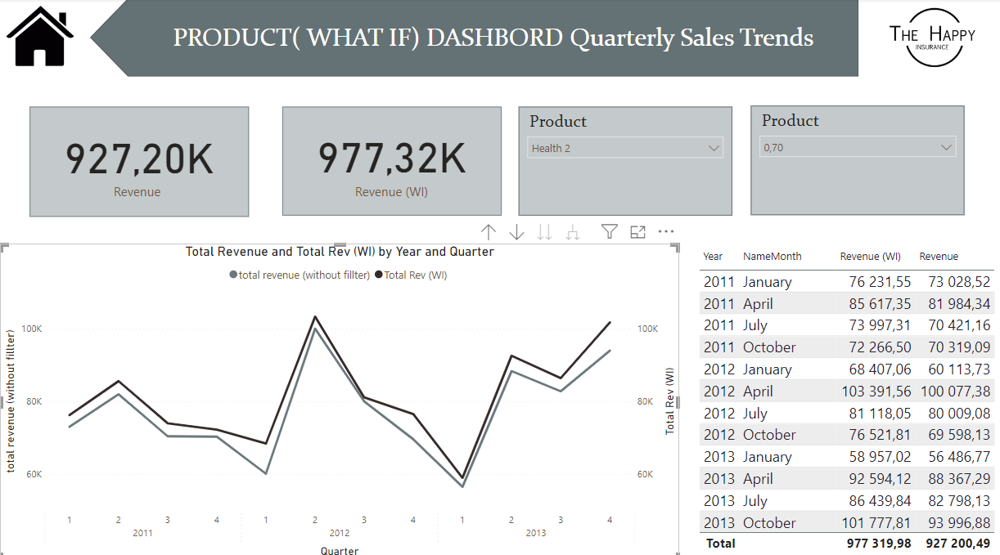 PRODUCT( WHAT IF) DASHBORD Quarterly Sales Trends
THE HAPPY
INSURANCE
927,20K
Revenue
977,32K
Revenue (WI)
Product
Health 2
Product
0,70
Total Revenue and Total Rev (WI) by Year and Quarter
total revenue (without fillter) Total Rev (WI)
total revenue (without fillter)
100K
80K
60K
100K
80K
60K
Total Rev (WI)
1 2 3 4 1 2 3 4 1 2 3 4
2011 2012 2013
Quarter
Year NameMonth Revenue (WI) Revenue
2011 January 76 231,55 73 028,52
2011 April 85 617,35 81 984,34
2011 July 73 997,31 70 421,16
2011 October 72 266,50 70 319,09
2012 January 68 407,06 60 113,73
2012 April 103 391,56 100 077,38
2012 July 81 118,05 80 009,08
2012 October 76 521,81 69 598,13
2013 January 58 957,02 56 486,77
2013 April 92 594,12 88 367,29
2013 July 86 439,84 82 798,13
2013 October 101 777,81 93 996,88
Total 977 319,98 927 200,49